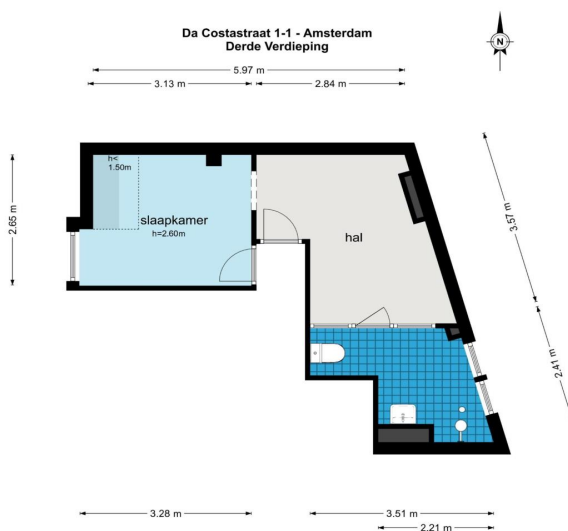 Da Costastraat 1-1 - Amsterdam
Derde Verdieping
N
5.97 m
3.13 m
2.84 m
h<
1.50m
2.65 m
slaapkamer
h=2.60m
hal
3.57 m
2.41 m
3.28 m
3.51 m
2.21 m